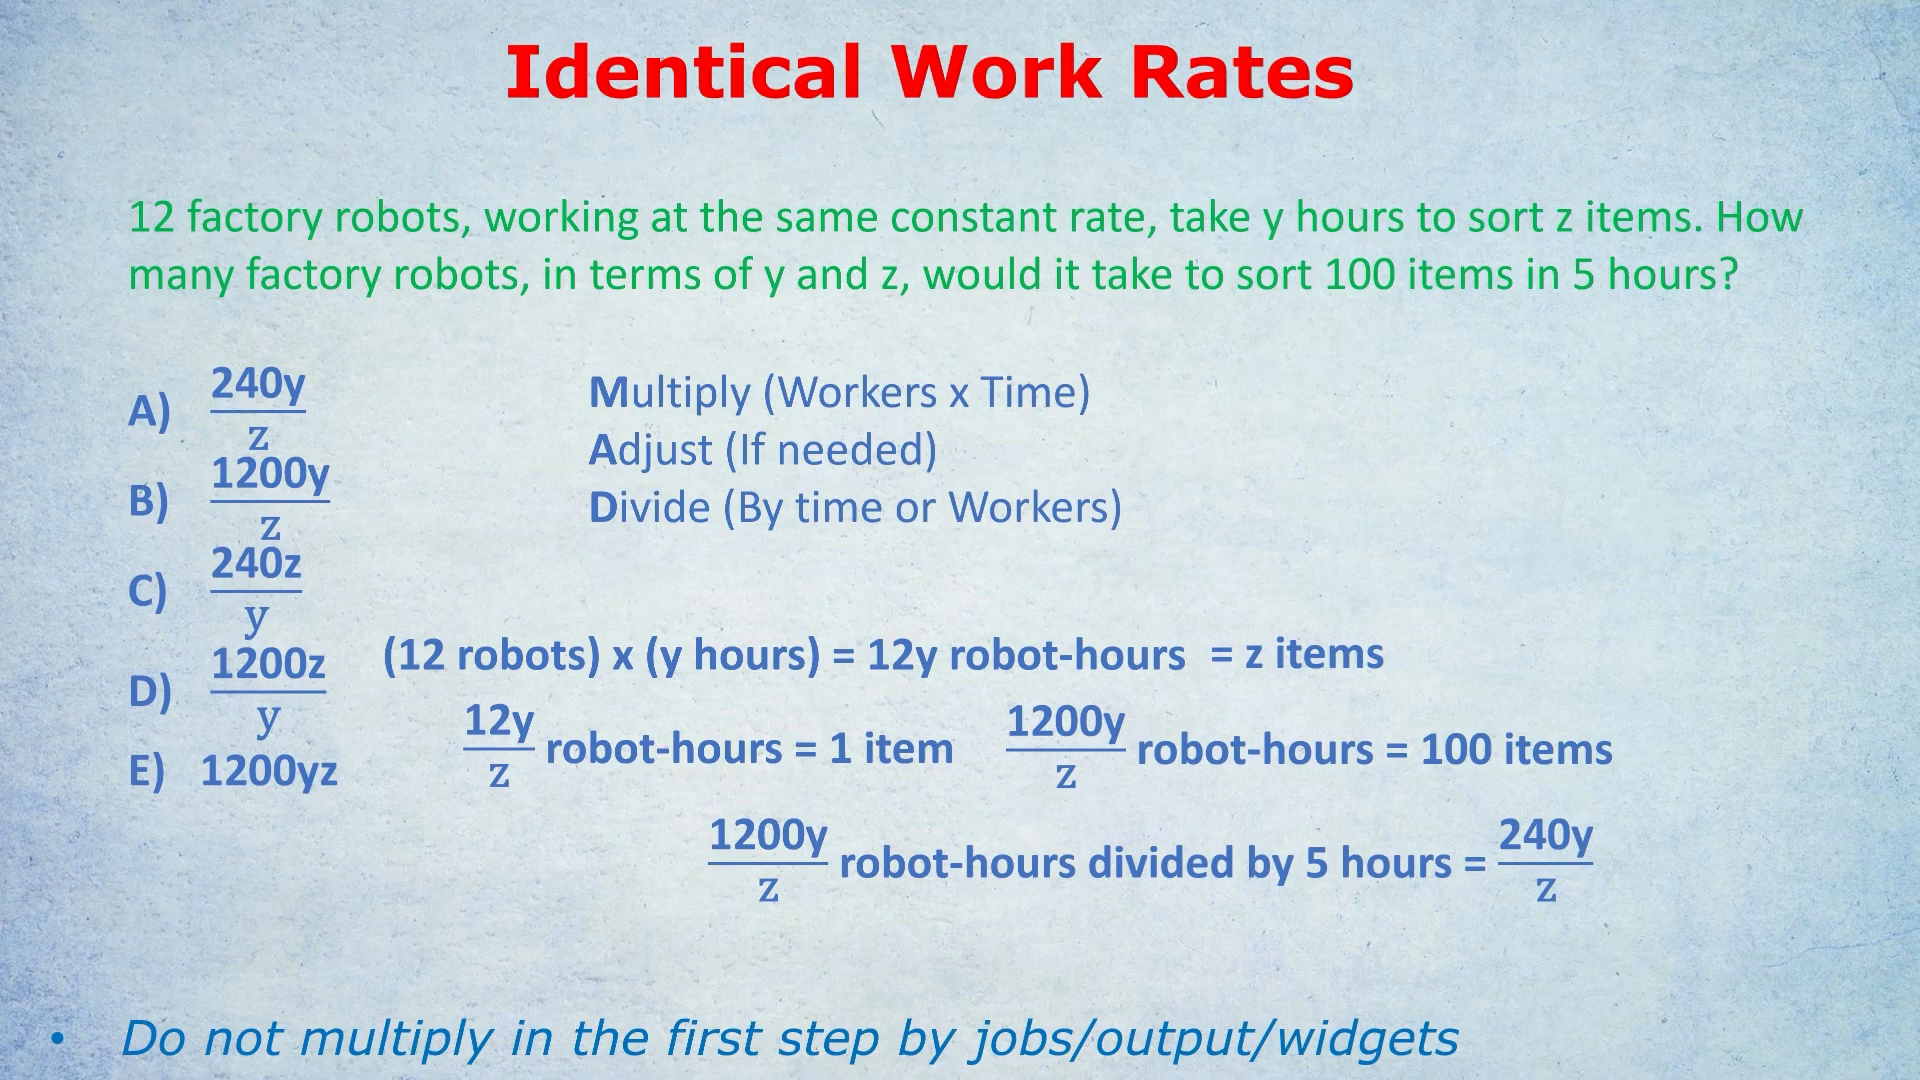 Identical Work Rates
12 factory robots, working at the same constant rate, take y hours to sort z items. How
many factory robots, in terms of y and z, would it take to sort 100 items in 5 hours?
A) 240y/z
B) 1200y/z
C) 240z/y
D) 1200z/y
E) 1200yz
Multiply (Workers x Time)
Adjust (If needed)
Divide (By time or Workers)
(12 robots) x (y hours) = 12y robot-hours = z items
12y/z robot-hours = 1 item 1200y/z robot-hours = 100 items
1200y/z robot-hours divided by 5 hours = 240y/z
• Do not multiply in the first step by jobs/output/widgets